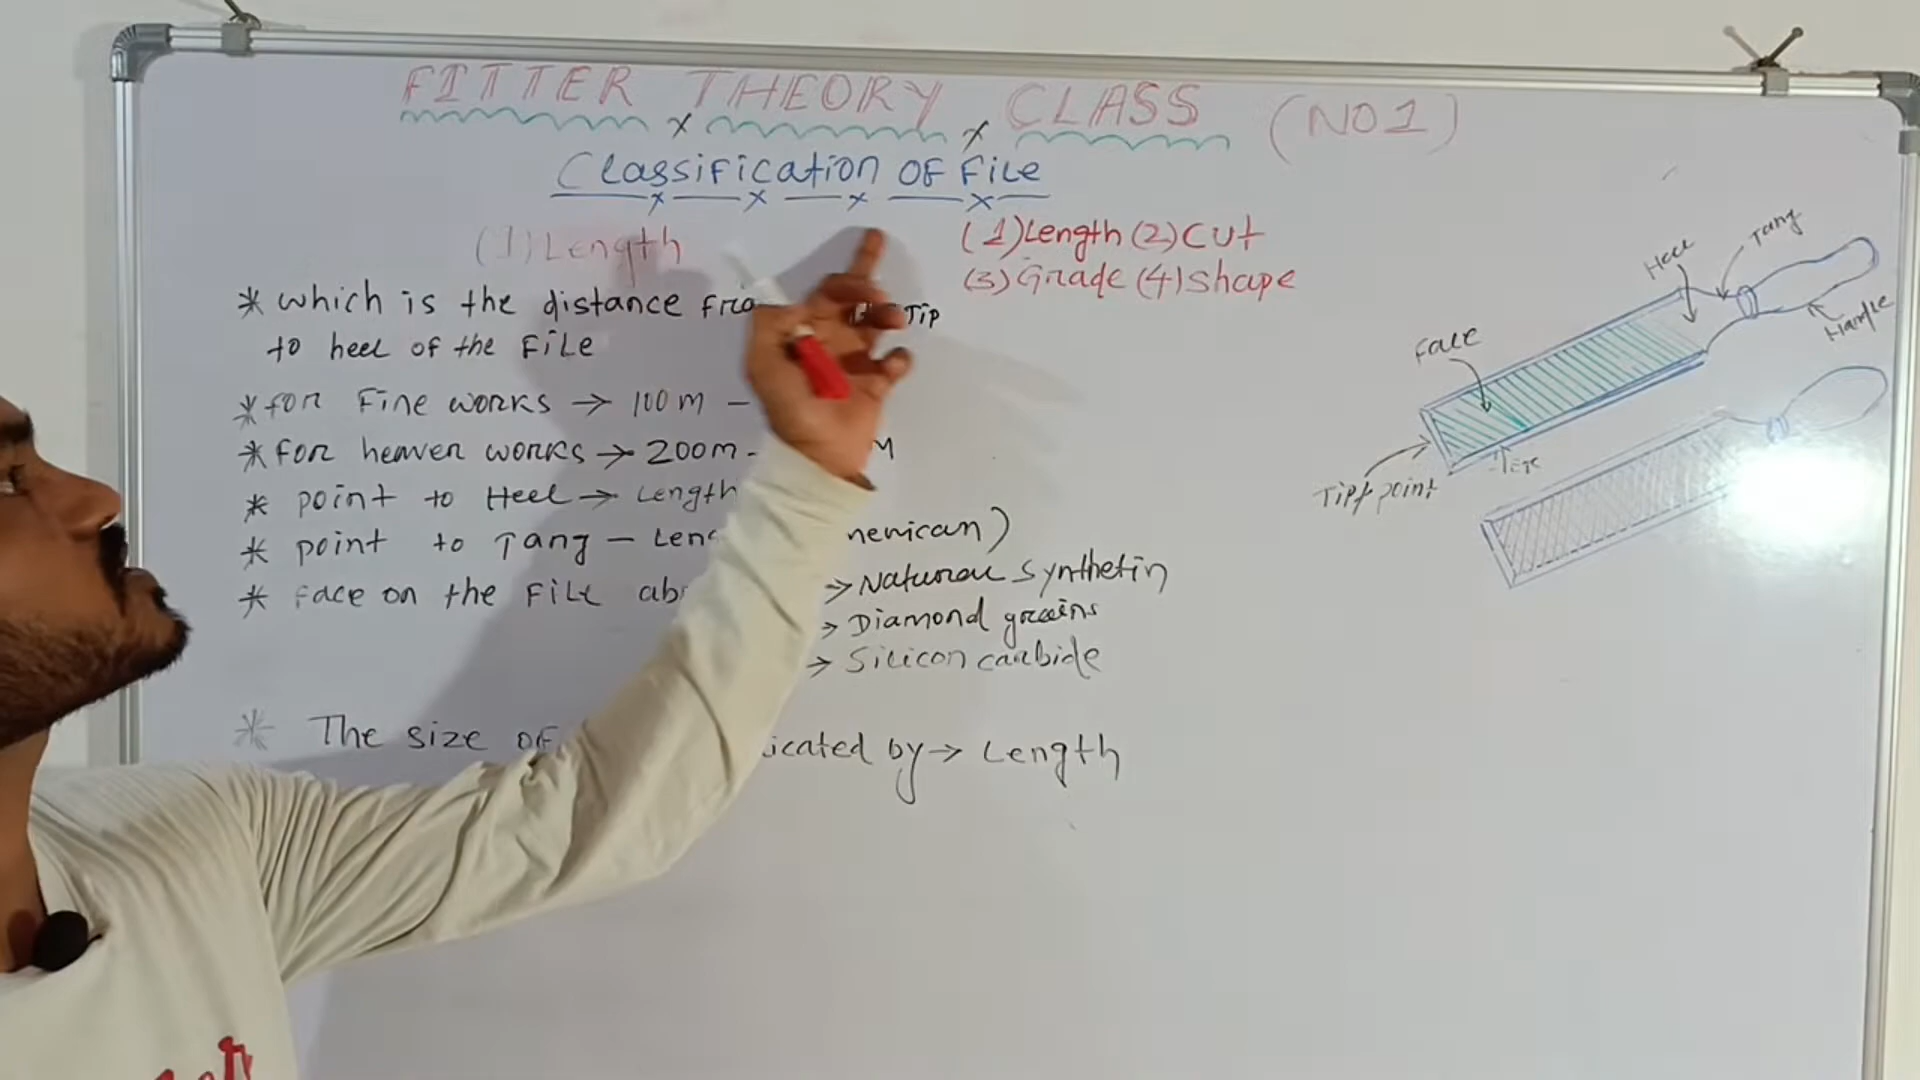 FITTER THEORY CLASS (NO1)
Classification OF File
(1) Length
(1) Length (2) Cut
(3) Grade (4) Shape
* which is the distance Tip
to heel of the File
* for Fine works → 100m -
* for heaver works → 200m - M
* point to Heel → Length
* point to Tang -
* Face on the File
→ Natural synthetin
→ Diamond grains
→ Silicon carbide
* The size OF by → Length
Heel
Tang
Handle
Face
Tip/point